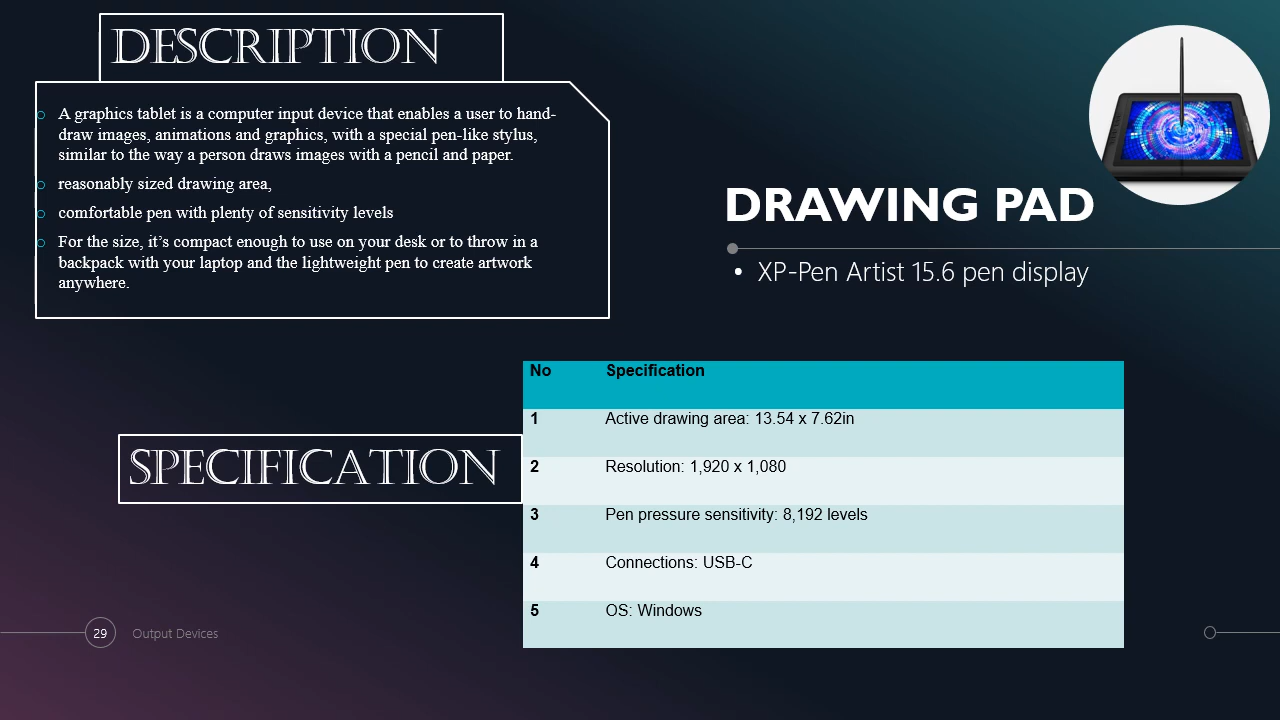 DESCRIPTION
A graphics tablet is a computer input device that enables a user to hand-
draw images, animations and graphics, with a special pen-like stylus,
similar to the way a person draws images with a pencil and paper.
reasonably sized drawing area,
comfortable pen with plenty of sensitivity levels
For the size, it’s compact enough to use on your desk or to throw in a
backpack with your laptop and the lightweight pen to create artwork
anywhere.
DRAWING PAD
• XP-Pen Artist 15.6 pen display
SPECIFICATION
No Specification
1 Active drawing area: 13.54 x 7.62in
2 Resolution: 1,920 x 1,080
3 Pen pressure sensitivity: 8,192 levels
4 Connections: USB-C
5 OS: Windows
29 Output Devices